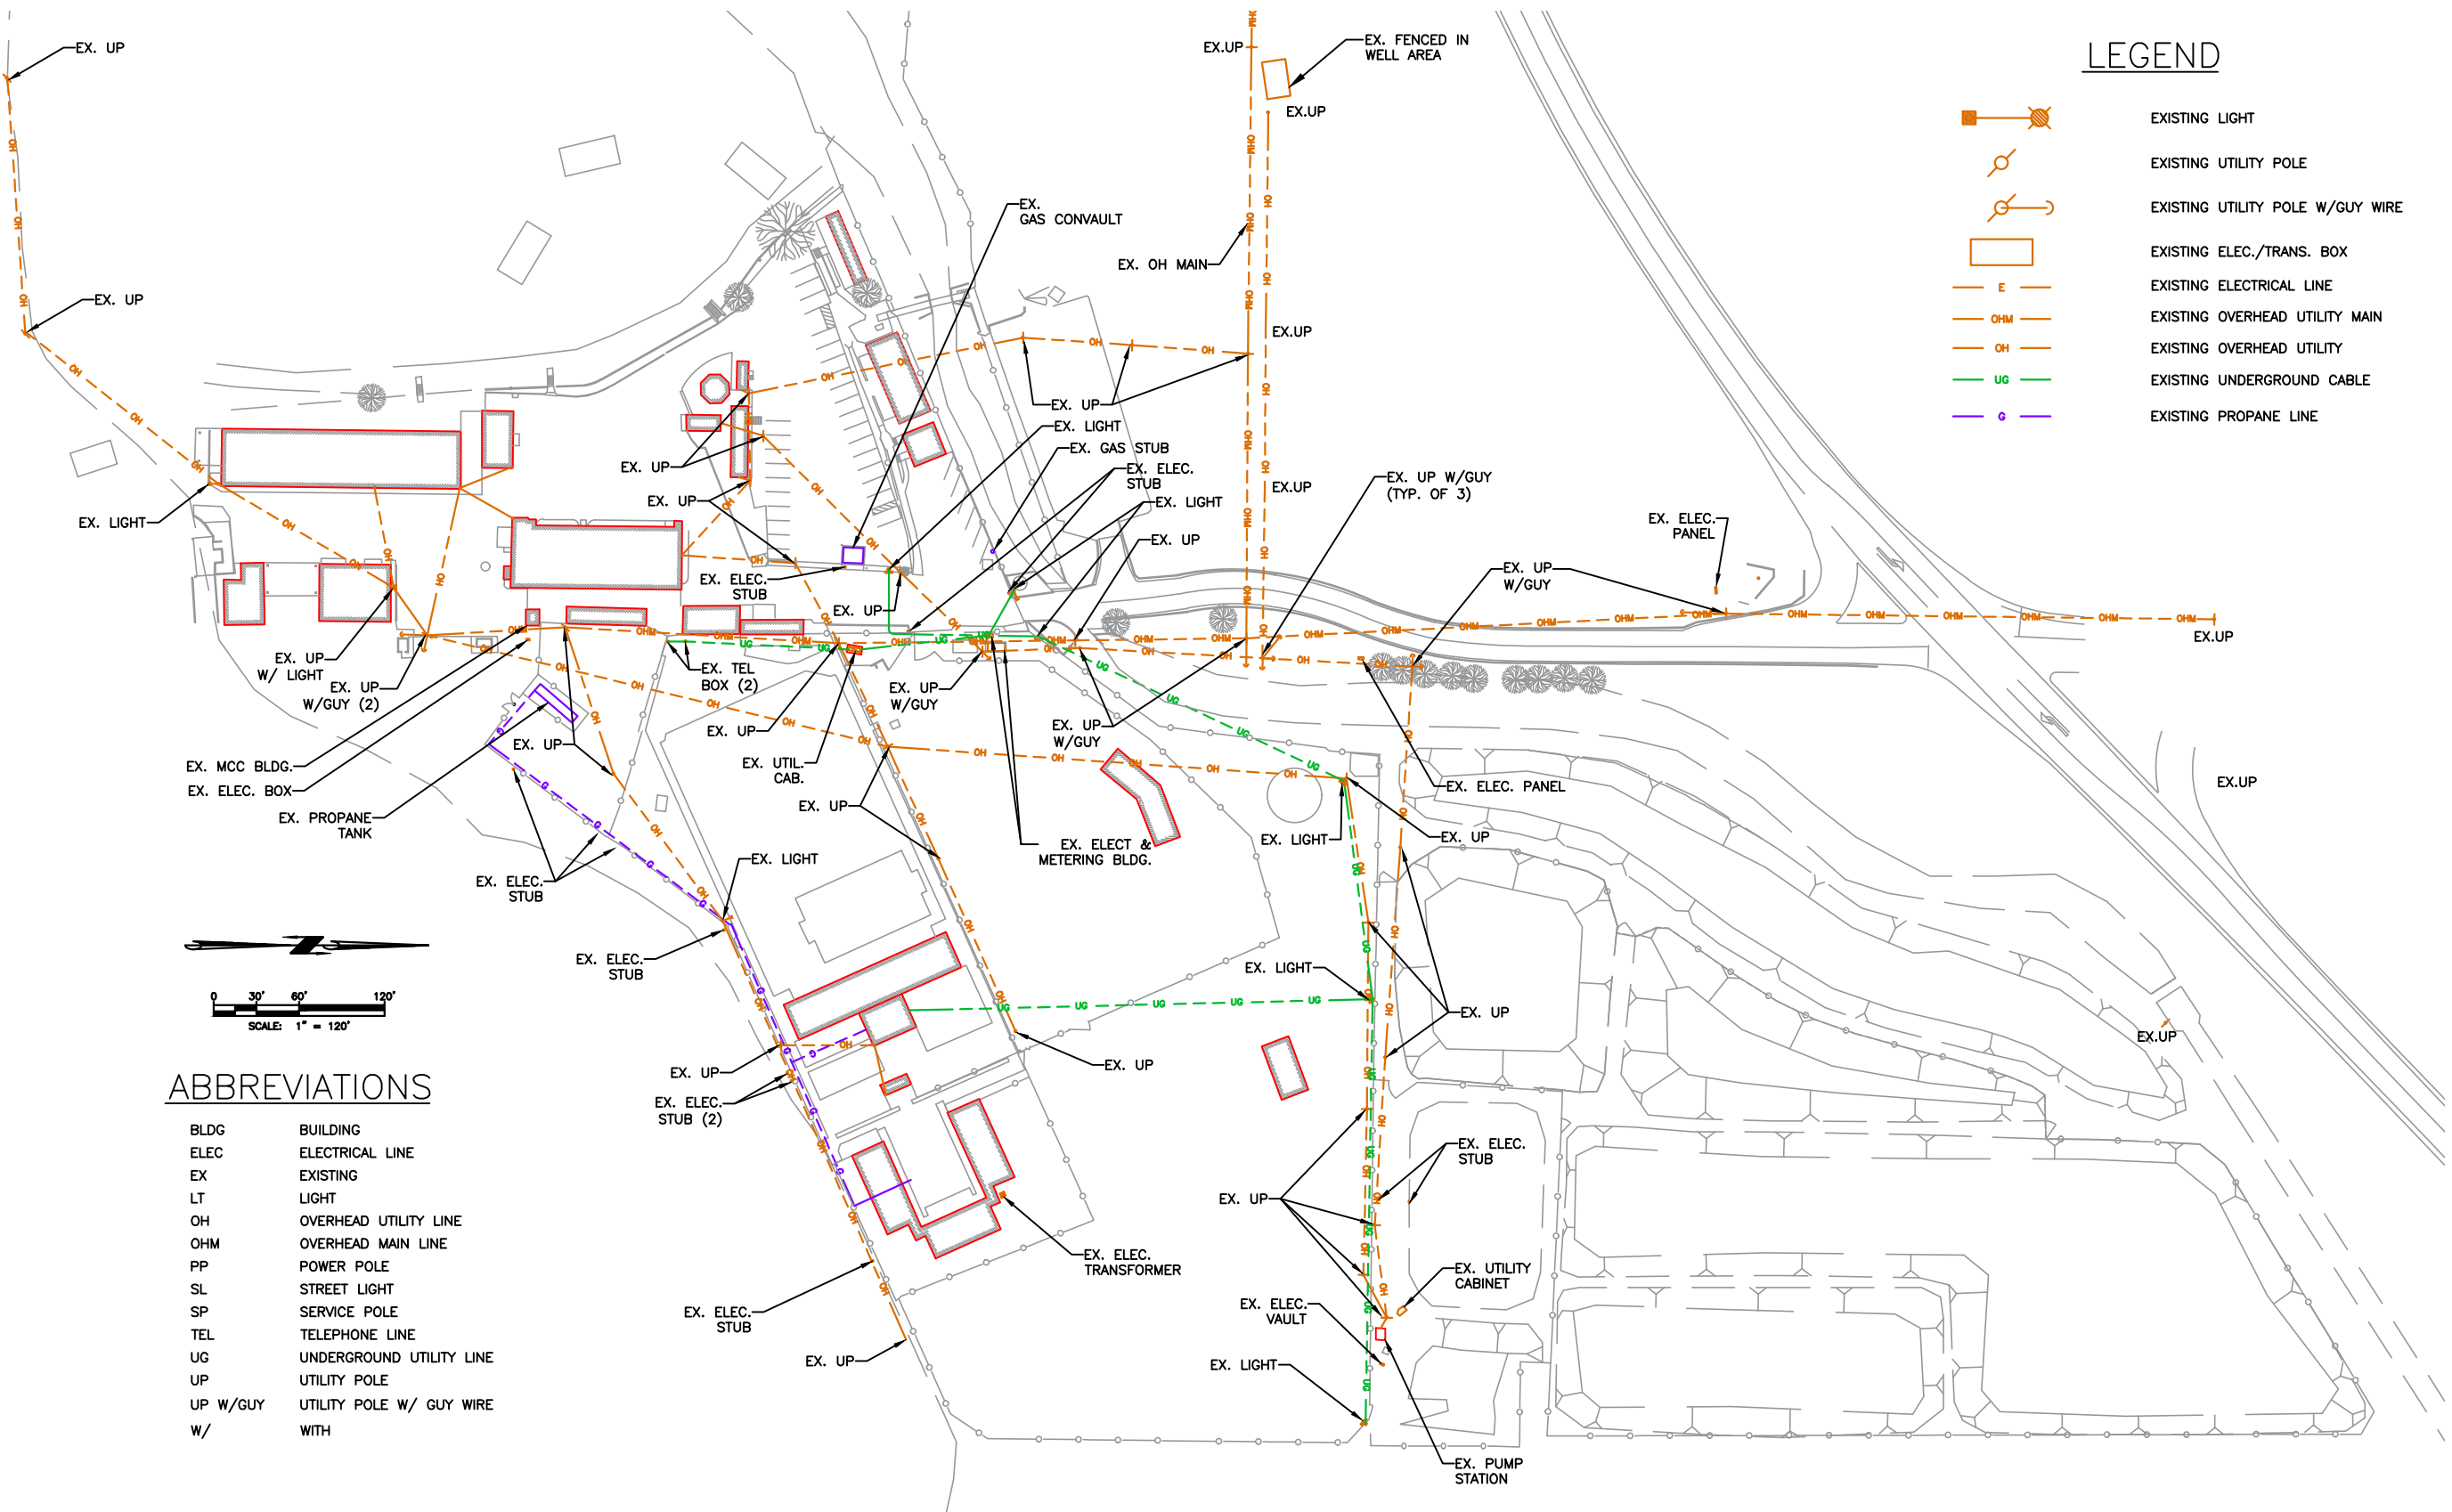 EX. UP
EX.UP
EX. FENCED IN
WELL AREA
EX.UP
LEGEND
EXISTING LIGHT
EXISTING UTILITY POLE
EXISTING UTILITY POLE W/GUY WIRE
EXISTING ELEC./TRANS. BOX
E
EXISTING ELECTRICAL LINE
OHM
EXISTING OVERHEAD UTILITY MAIN
OH
EXISTING OVERHEAD UTILITY
UG
EXISTING UNDERGROUND CABLE
G
EXISTING PROPANE LINE
EX.
GAS CONVAULT
EX. OH MAIN
EX. UP
EX.UP
EX. UP
EX. LIGHT
EX. GAS STUB
EX. UP
EX. ELEC.
STUB
EX. UP W/GUY
(TYP. OF 3)
EX.UP
EX. UP
EX. LIGHT
EX. LIGHT
EX. ELEC.
PANEL
EX. UP
EX. UP
W/GUY
EX. ELEC.
STUB
EX. UP
EX.UP
EX. UP
W/ LIGHT
EX. TEL
BOX (2)
EX. UP
W/GUY (2)
EX. UP
W/GUY
EX. UP
W/GUY
EX. UP
EX. UP
EX. MCC BLDG.
EX. UTIL.
CAB.
EX. ELEC. BOX
EX.UP
EX. ELEC. PANEL
EX. PROPANE
TANK
EX. UP
EX. ELECT &
METERING BLDG.
EX. LIGHT
EX. UP
EX. LIGHT
EX. ELEC.
STUB
EX. ELEC.
STUB
EX. LIGHT
0 30' 60' 120'
SCALE: 1" = 120'
EX. UP
EX.UP
EX. UP
EX. UP
ABBREVIATIONS
EX. ELEC.
STUB (2)
BLDG BUILDING
ELEC ELECTRICAL LINE
EX EXISTING
LT LIGHT
OH OVERHEAD UTILITY LINE
OHM OVERHEAD MAIN LINE
PP POWER POLE
SL STREET LIGHT
SP SERVICE POLE
TEL TELEPHONE LINE
UG UNDERGROUND UTILITY LINE
UP UTILITY POLE
UP W/GUY UTILITY POLE W/ GUY WIRE
W/ WITH
EX. ELEC.
STUB
EX. UP
EX. ELEC.
TRANSFORMER
EX. UTILITY
CABINET
EX. ELEC.
STUB
EX. ELEC.
VAULT
EX. UP
EX. LIGHT
EX. PUMP
STATION